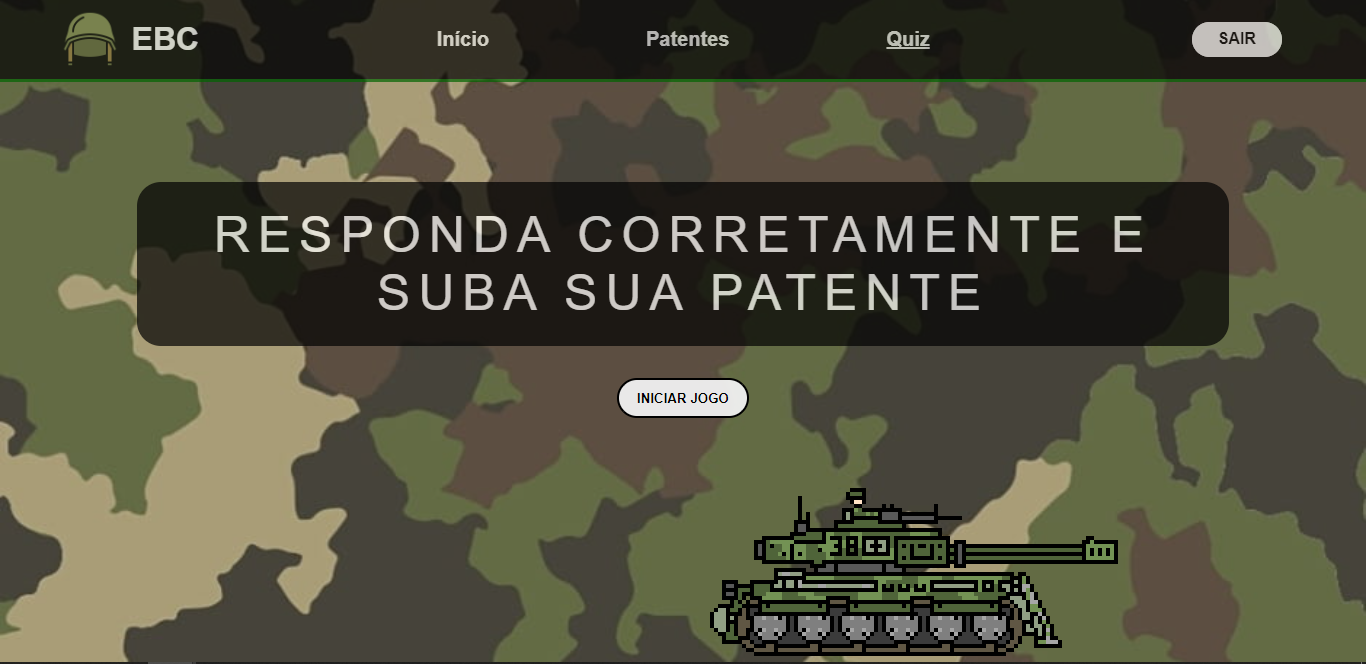 EBC
Início
Patentes
Quiz
SAIR
RESPONDA CORRETAMENTE E
SUBA SUA PATENTE
INICIAR JOGO